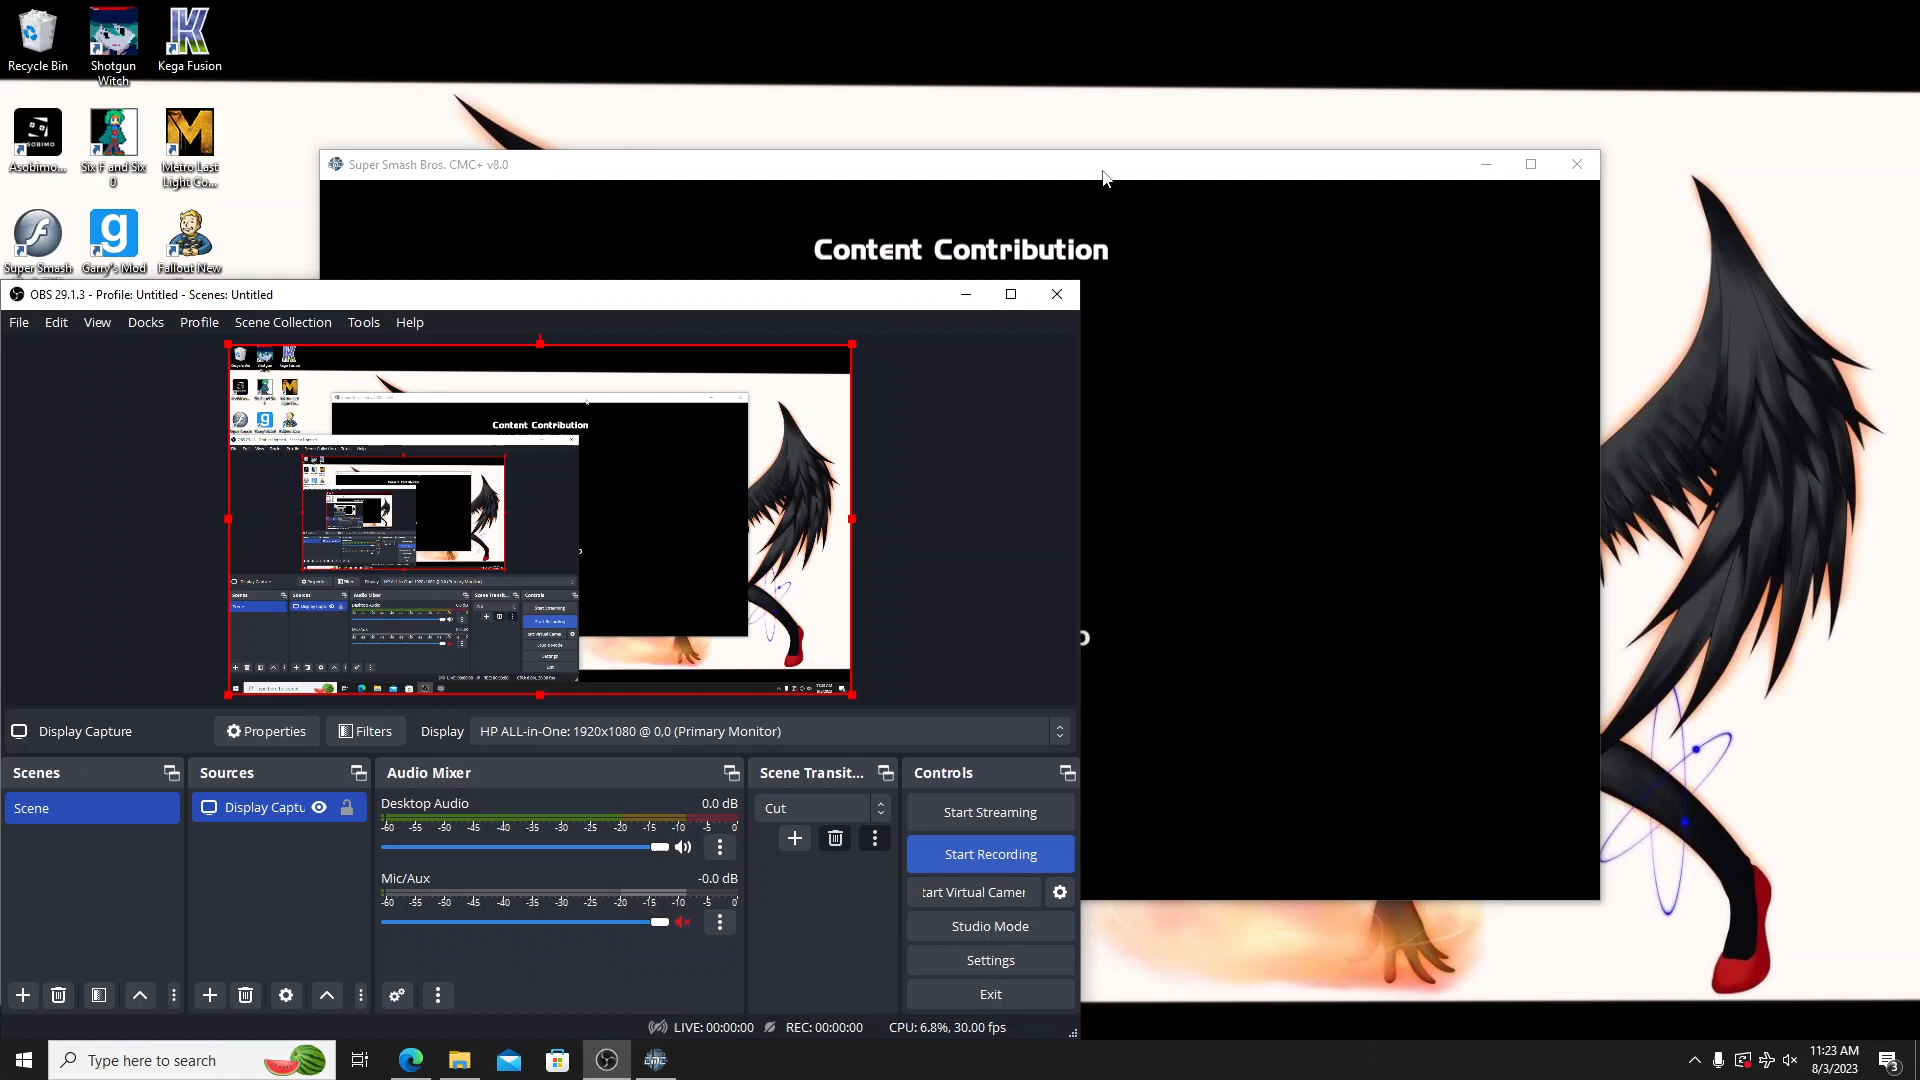 Recycle Bin
Shotgun
Witch
Kega Fusion
Asobimo...
Six F and Six
0
Metro Last
Light Co...
Super Smash
Garry's Mod
Fallout New
Super Smash Bros. CMC+ v8.0
Content Contribution
OBS 29.1.3 - Profile: Untitled - Scenes: Untitled
File Edit View Docks Profile Scene Collection Tools Help
Content Contribution
Display Capture
Properties
Filters
Display
HP ALL-in-One: 1920x1080 @ 0,0 (Primary Monitor)
Scenes
Scene
Sources
Display Captu
Audio Mixer
Desktop Audio
0.0 dB
-60 -55 -50 -45 -40 -35 -30 -25 -20 -15 -10 -5 0
Mic/Aux
-0.0 dB
-60 -55 -50 -45 -40 -35 -30 -25 -20 -15 -10 -5 0
Scene Transit...
Cut
Controls
Start Streaming
Start Recording
tart Virtual Camer
Studio Mode
Settings
Exit
LIVE: 00:00:00
REC: 00:00:00
CPU: 6.8%, 30.00 fps
Type here to search
11:23 AM
8/3/2023
3